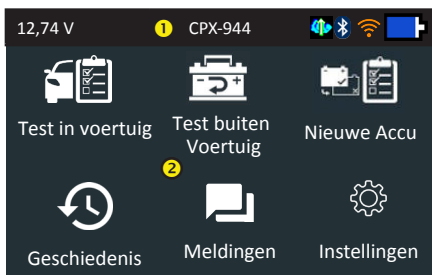 12,74 V 1 CPX-944
Test in voertuig
Test buiten
Voertuig
Nieuwe Accu
2
Geschiedenis
Meldingen
Instellingen